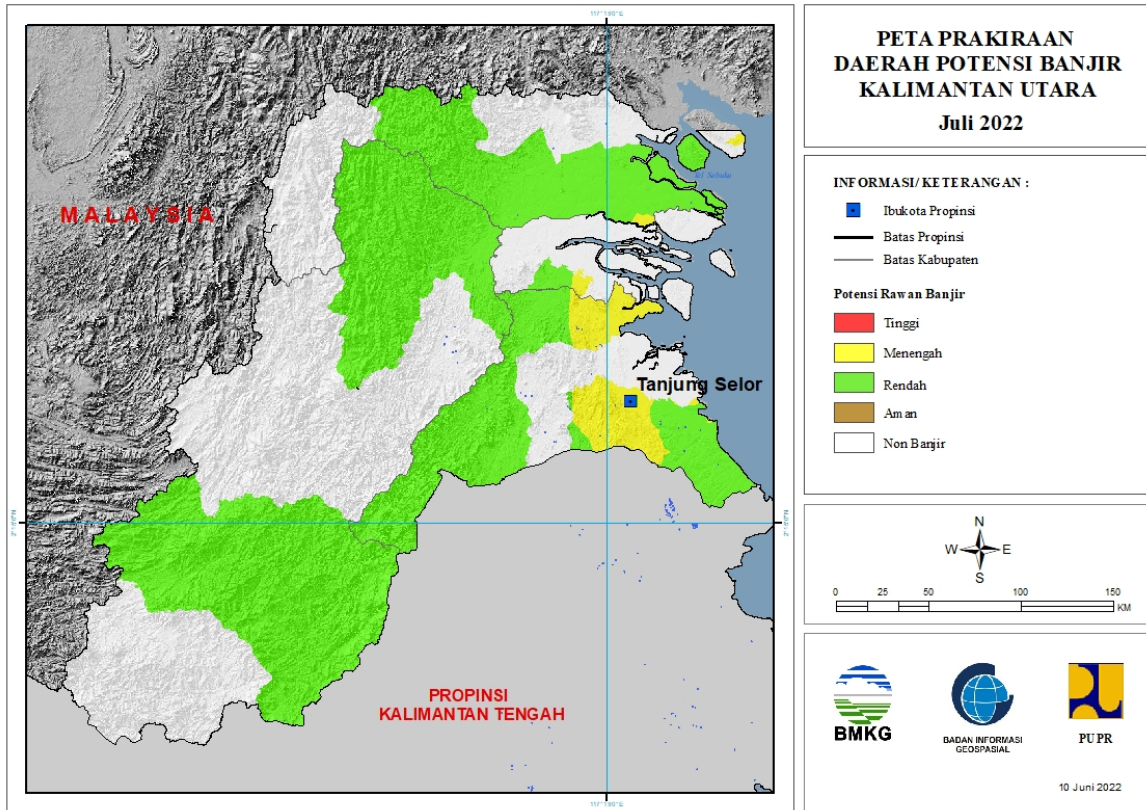 PETA PRAKIRAAN
DAERAH POTENSI BANJIR
KALIMANTAN UTARA
Juli 2022
INFORMASI/ KETERANGAN :
Ibukota Propinsi
Batas Propinsi
Batas Kabupaten
Potensi Rawan Banjir
Tinggi
Menengah
Rendah
Aman
Non Banjir
N
W E
S
0 25 50 100 150
KM
BMKG
BADAN INFORMASI
GEOSPASIAL
PUPR
10 Juni 2022
MALAYSIA
Tanjung Selor
PROPINSI
KALIMANTAN TENGAH